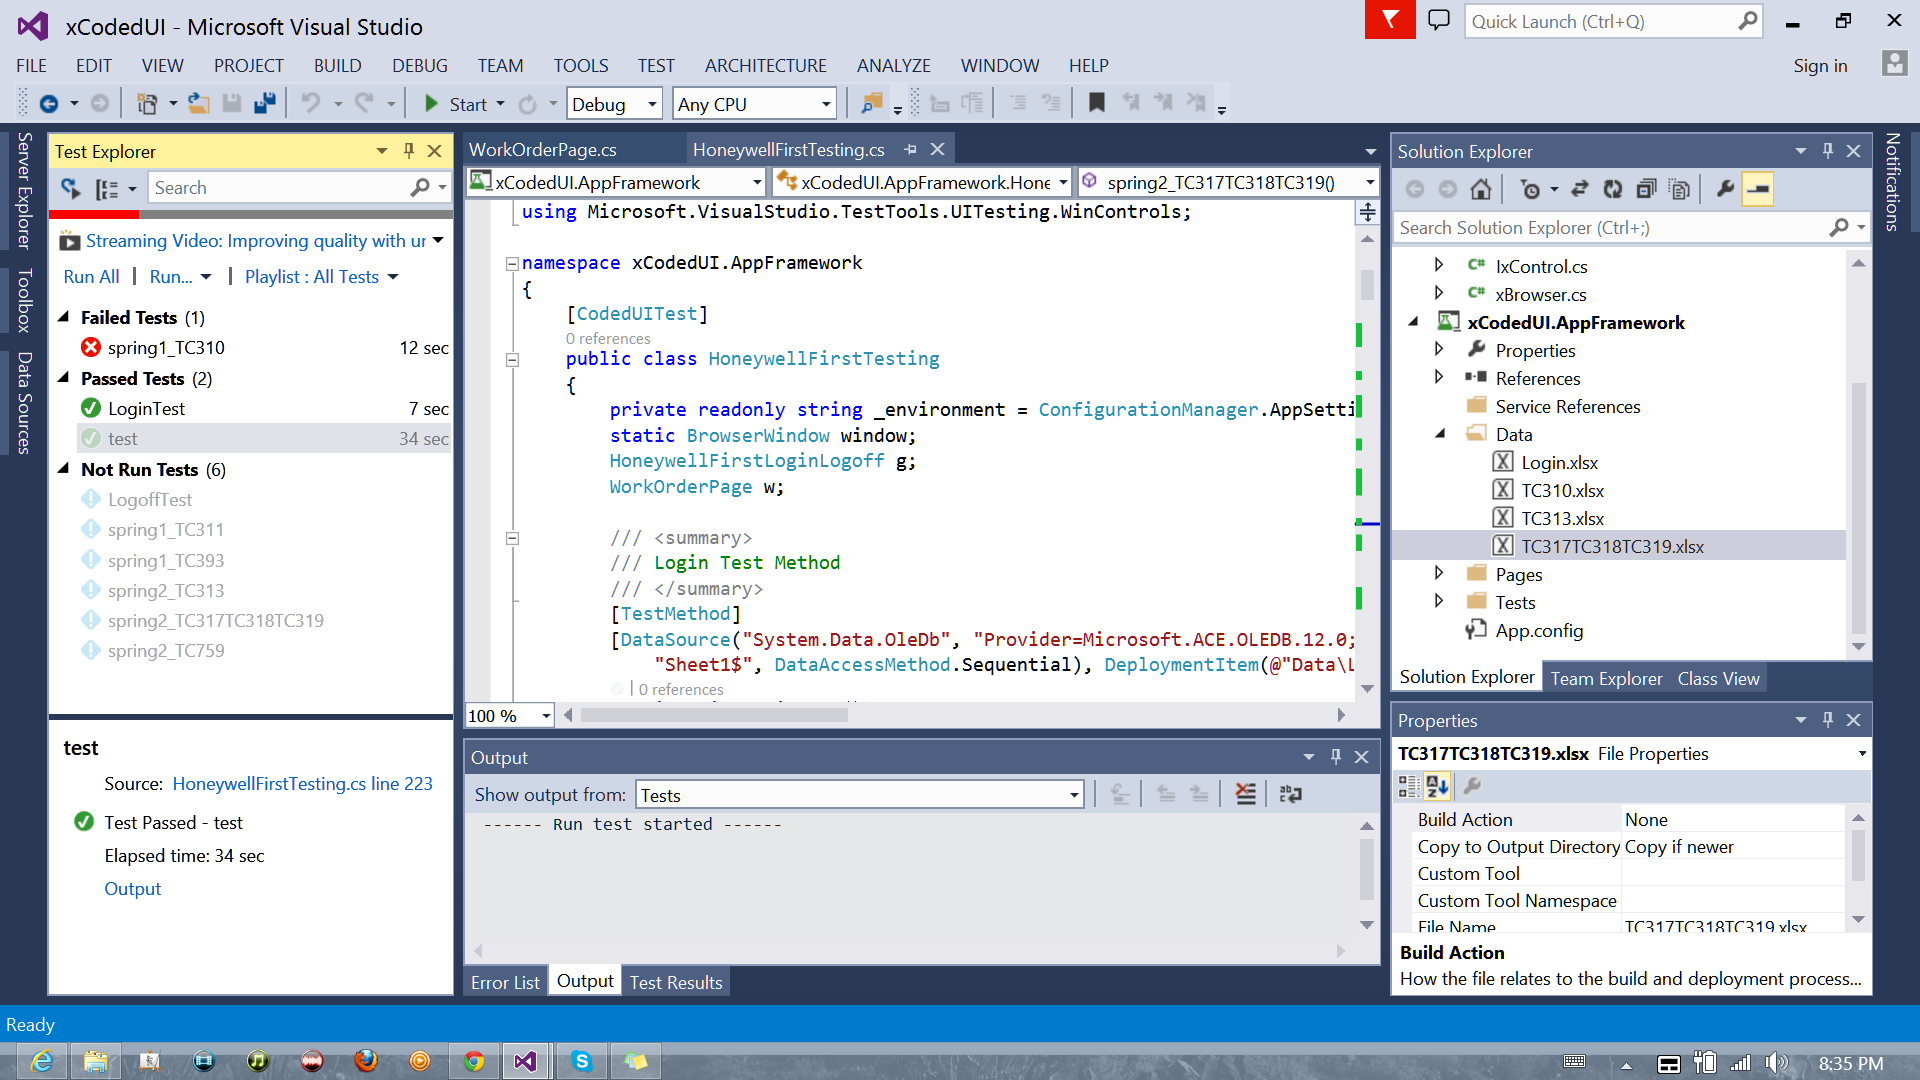 xCodedUI - Microsoft Visual Studio
Quick Launch (Ctrl+Q)
FILE EDIT VIEW PROJECT BUILD DEBUG TEAM TOOLS TEST ARCHITECTURE ANALYZE WINDOW HELP
Sign in
Start Debug Any CPU
Server Explorer
Toolbox
Data Sources
Test Explorer
Search
Streaming Video: Improving quality with ur
Run All | Run... | Playlist : All Tests
Failed Tests (1)
spring1_TC310 12 sec
Passed Tests (2)
LoginTest 7 sec
test 34 sec
Not Run Tests (6)
LogoffTest
spring1_TC311
spring1_TC393
spring2_TC313
spring2_TC317TC318TC319
spring2_TC759
test
Source: HoneywellFirstTesting.cs line 223
Test Passed - test
Elapsed time: 34 sec
Output
WorkOrderPage.cs HoneywellFirstTesting.cs
xCodedUI.AppFramework xCodedUI.AppFramework.Hone spring2_TC317TC318TC319()
using Microsoft.VisualStudio.TestTools.UITesting.WinControls;
namespace xCodedUI.AppFramework
{
[CodedUITest]
0 references
public class HoneywellFirstTesting
{
private readonly string _environment = ConfigurationManager.AppSetti
static BrowserWindow window;
HoneywellFirstLoginLogoff g;
WorkOrderPage w;
/// <summary>
/// Login Test Method
/// </summary>
[TestMethod]
[DataSource("System.Data.OleDb", "Provider=Microsoft.ACE.OLEDB.12.0;
"Sheet1$", DataAccessMethod.Sequential), DeploymentItem(@"Data\L
| 0 references
100 %
Output
Show output from: Tests
------ Run test started ------
Error List Output Test Results
Solution Explorer
Search Solution Explorer (Ctrl+;)
C# IxControl.cs
C# xBrowser.cs
xCodedUI.AppFramework
Properties
References
Service References
Data
Login.xlsx
TC310.xlsx
TC313.xlsx
TC317TC318TC319.xlsx
Pages
Tests
App.config
Solution Explorer Team Explorer Class View
Properties
TC317TC318TC319.xlsx File Properties
Build Action None
Copy to Output Directory Copy if newer
Custom Tool
Custom Tool Namespace
File Name TC317TC318TC319.xlsx
Build Action
How the file relates to the build and deployment process...
Notifications
Ready
8:35 PM